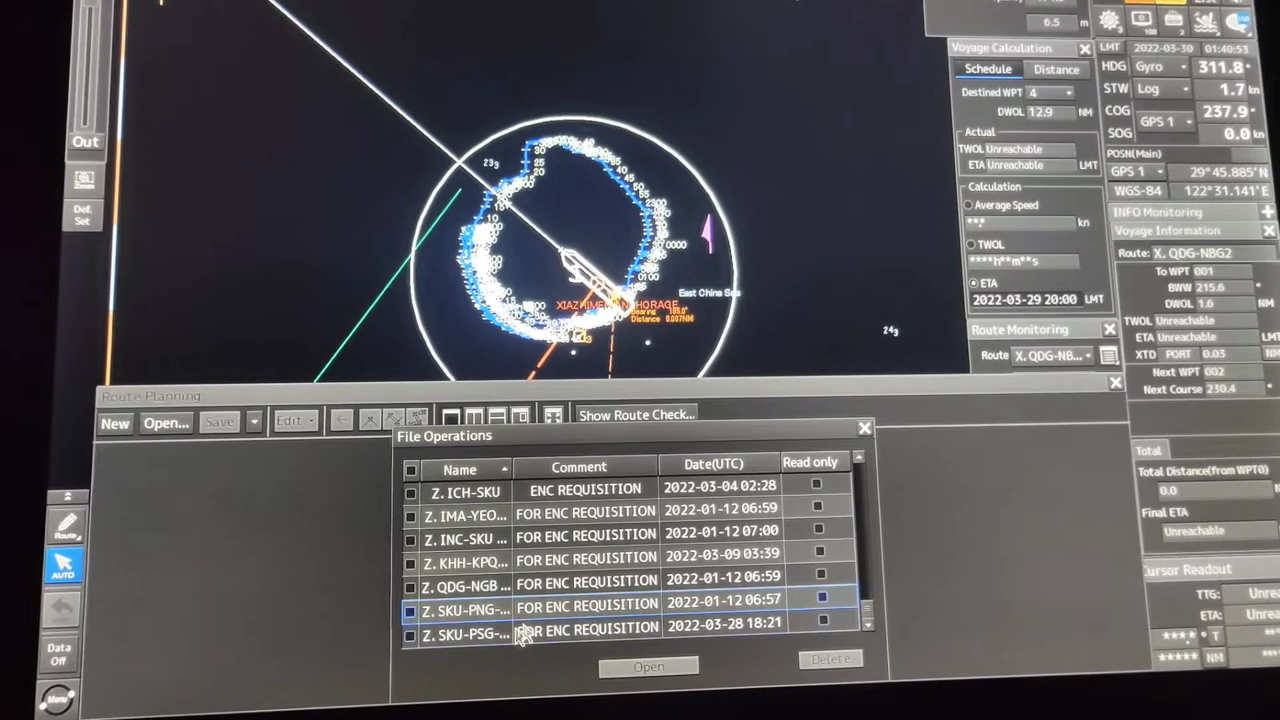 6.5 m
Voyage Calculation
Schedule Distance
Destined WPT 4
DWOL 12.9 NM
Actual
TWOL Unreachable
ETA Unreachable LMT
Calculation
Average Speed
kn
TWOL
****h**m**s
ETA
2022-03-29 20:00 LMT
Route Monitoring
Route X. QDG-NB...
LMT 2022-03-30 01:40:53
HDG Gyro 311.8°
STW Log 1.7 kn
COG 237.9°
GPS 1
SOG 0.0 kn
POSN(Main)
GPS 1 29°45.885'N
WGS-84 122°31.141'E
INFO Monitoring
Voyage Information
Route: X. QDG-NBG2
To WPT 001
BWW 215.6 °
DWOL 1.6 NM
TWOL Unreachable
ETA Unreachable LMT
XTD PORT 0.03 NM
Next WPT 002
Next Course 230.4 °
Total
Total Distance(from WPT0)
0.0
Final ETA
Unreachable
Cursor Readout
TTG: Unrea
ETA: Unrea
****.* T
***** NM
Out
Zoom
Def. Set
East China Sea
Distance 0.007NM
Route Planning
New Open... Save Edit Show Route Check...
File Operations
Name Comment Date(UTC) Read only
Z. ICH-SKU ENC REQUISITION 2022-03-04 02:28
Z. IMA-YEO... FOR ENC REQUISITION 2022-01-12 06:59
Z. INC-SKU ... FOR ENC REQUISITION 2022-01-12 07:00
Z. KHH-KPQ... FOR ENC REQUISITION 2022-03-09 03:39
Z. QDG-NGB ... FOR ENC REQUISITION 2022-01-12 06:59
Z. SKU-PNG-... FOR ENC REQUISITION 2022-01-12 06:57
Z. SKU-PSG-... FOR ENC REQUISITION 2022-03-28 18:21
Open Delete
Route
AUTO
Data Off
Menu